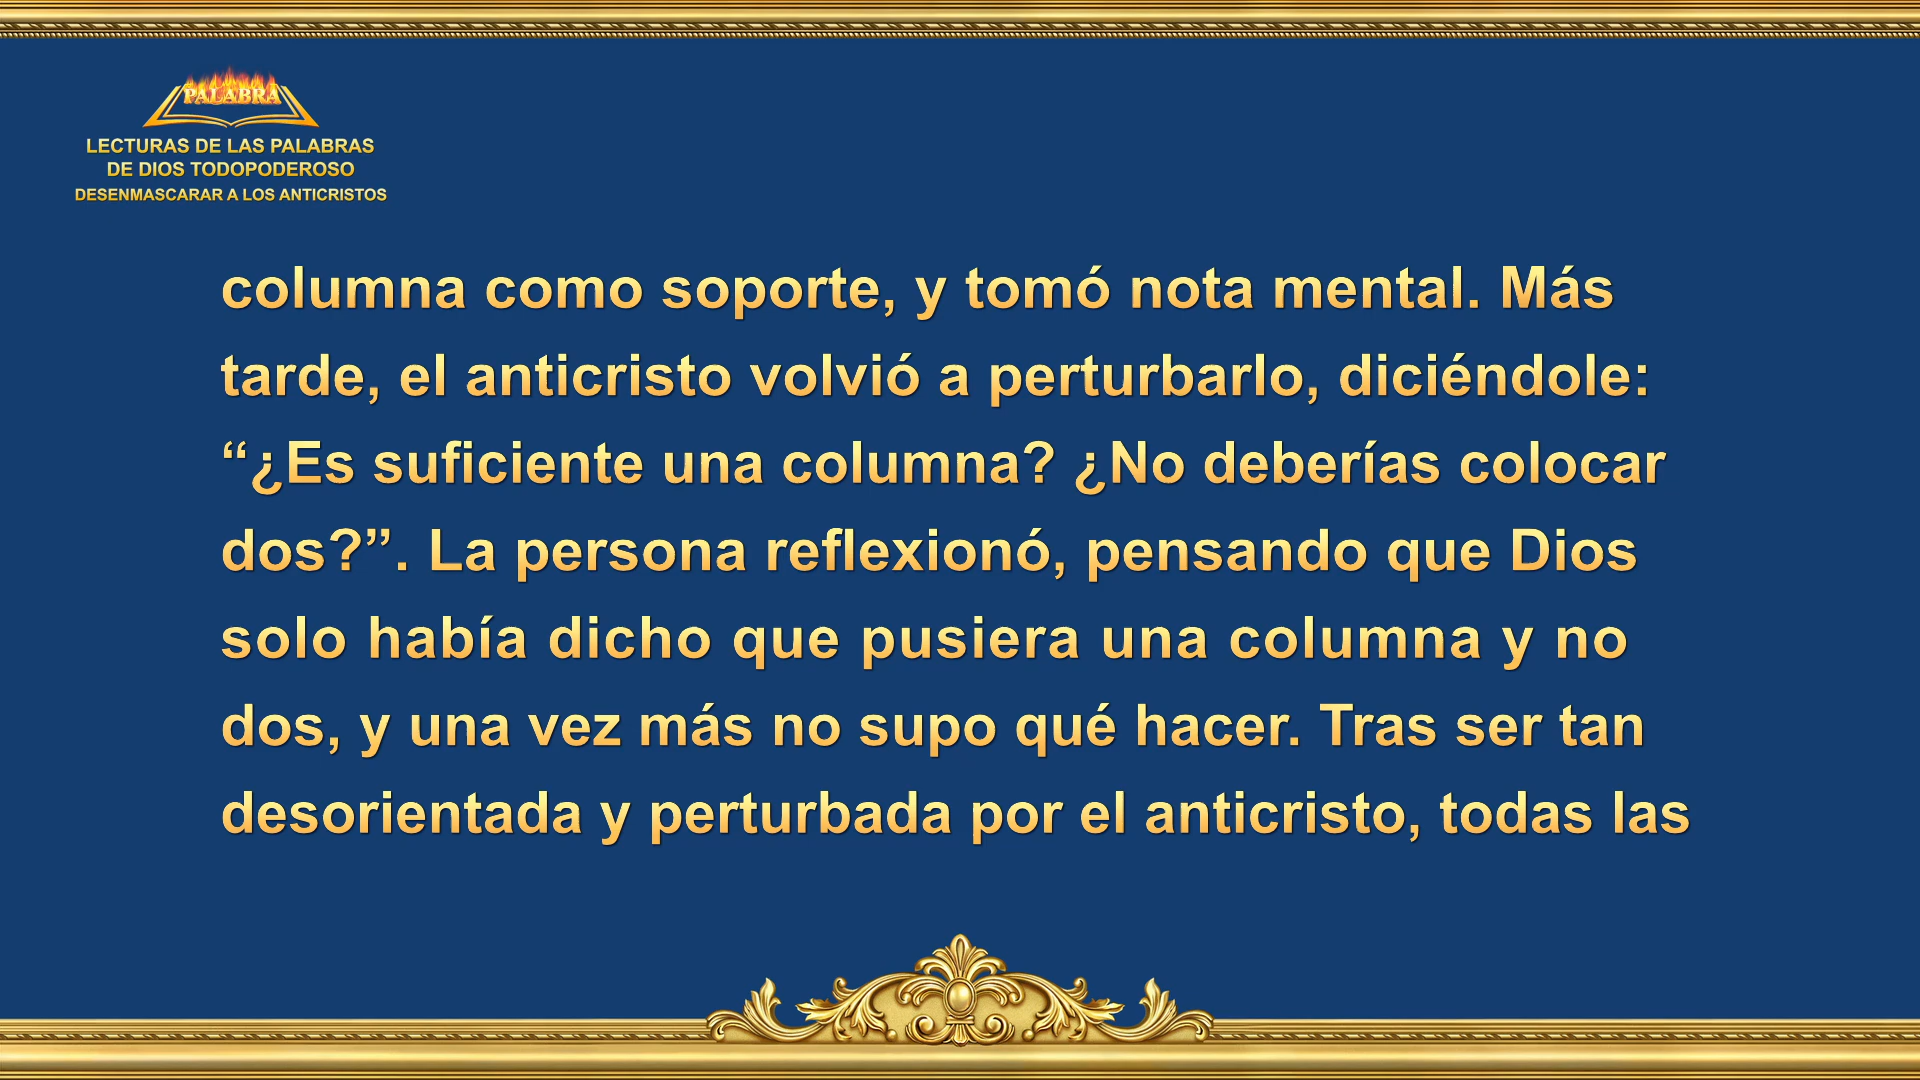 PALABRA
LECTURAS DE LAS PALABRAS
DE DIOS TODOPODEROSO
DESENMASCARAR A LOS ANTICRISTOS
columna como soporte, y tomó nota mental. Más
tarde, el anticristo volvió a perturbarlo, diciéndole:
“¿Es suficiente una columna? ¿No deberías colocar
dos?”. La persona reflexionó, pensando que Dios
solo había dicho que pusiera una columna y no
dos, y una vez más no supo qué hacer. Tras ser tan
desorientada y perturbada por el anticristo, todas las